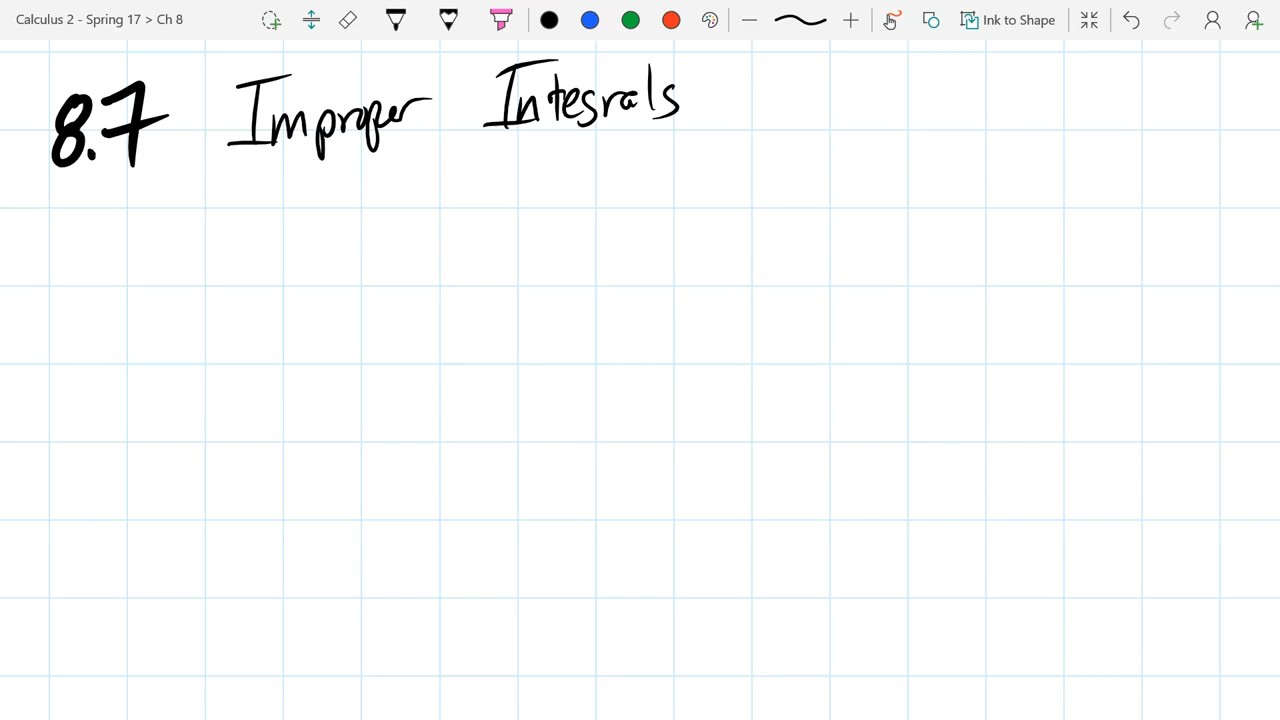 Calculus 2 - Spring 17 > Ch 8
Ink to Shape
8.7 Improper Integrals